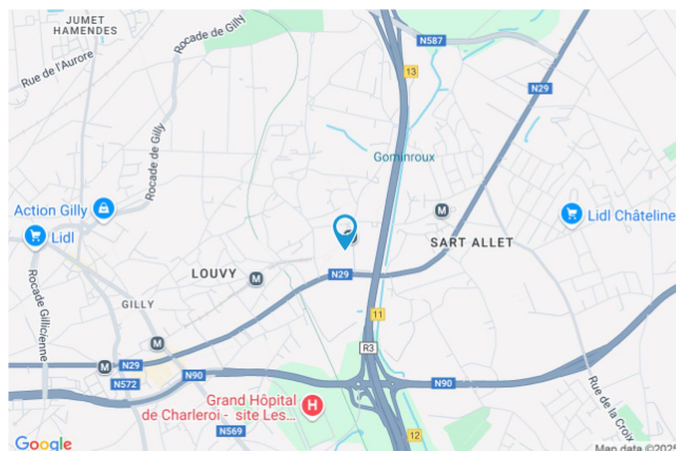 JUMET
HAMENDES
Rocade de Gilly
N587
Rue de l'Aurore
13
N29
Rocade de Gilly
Gominroux
Action Gilly
M
Lidl Châteline
Lidl
M
SART ALLET
LOUVY
M
N29
Rocade Gillicienne
GILLY
11
M
R3
M
N29
N90
N90
N572
Rue de la Croix
Grand Hôpital
de Charleroi - site Les...
H
N569
12
Google
Map data ©2025